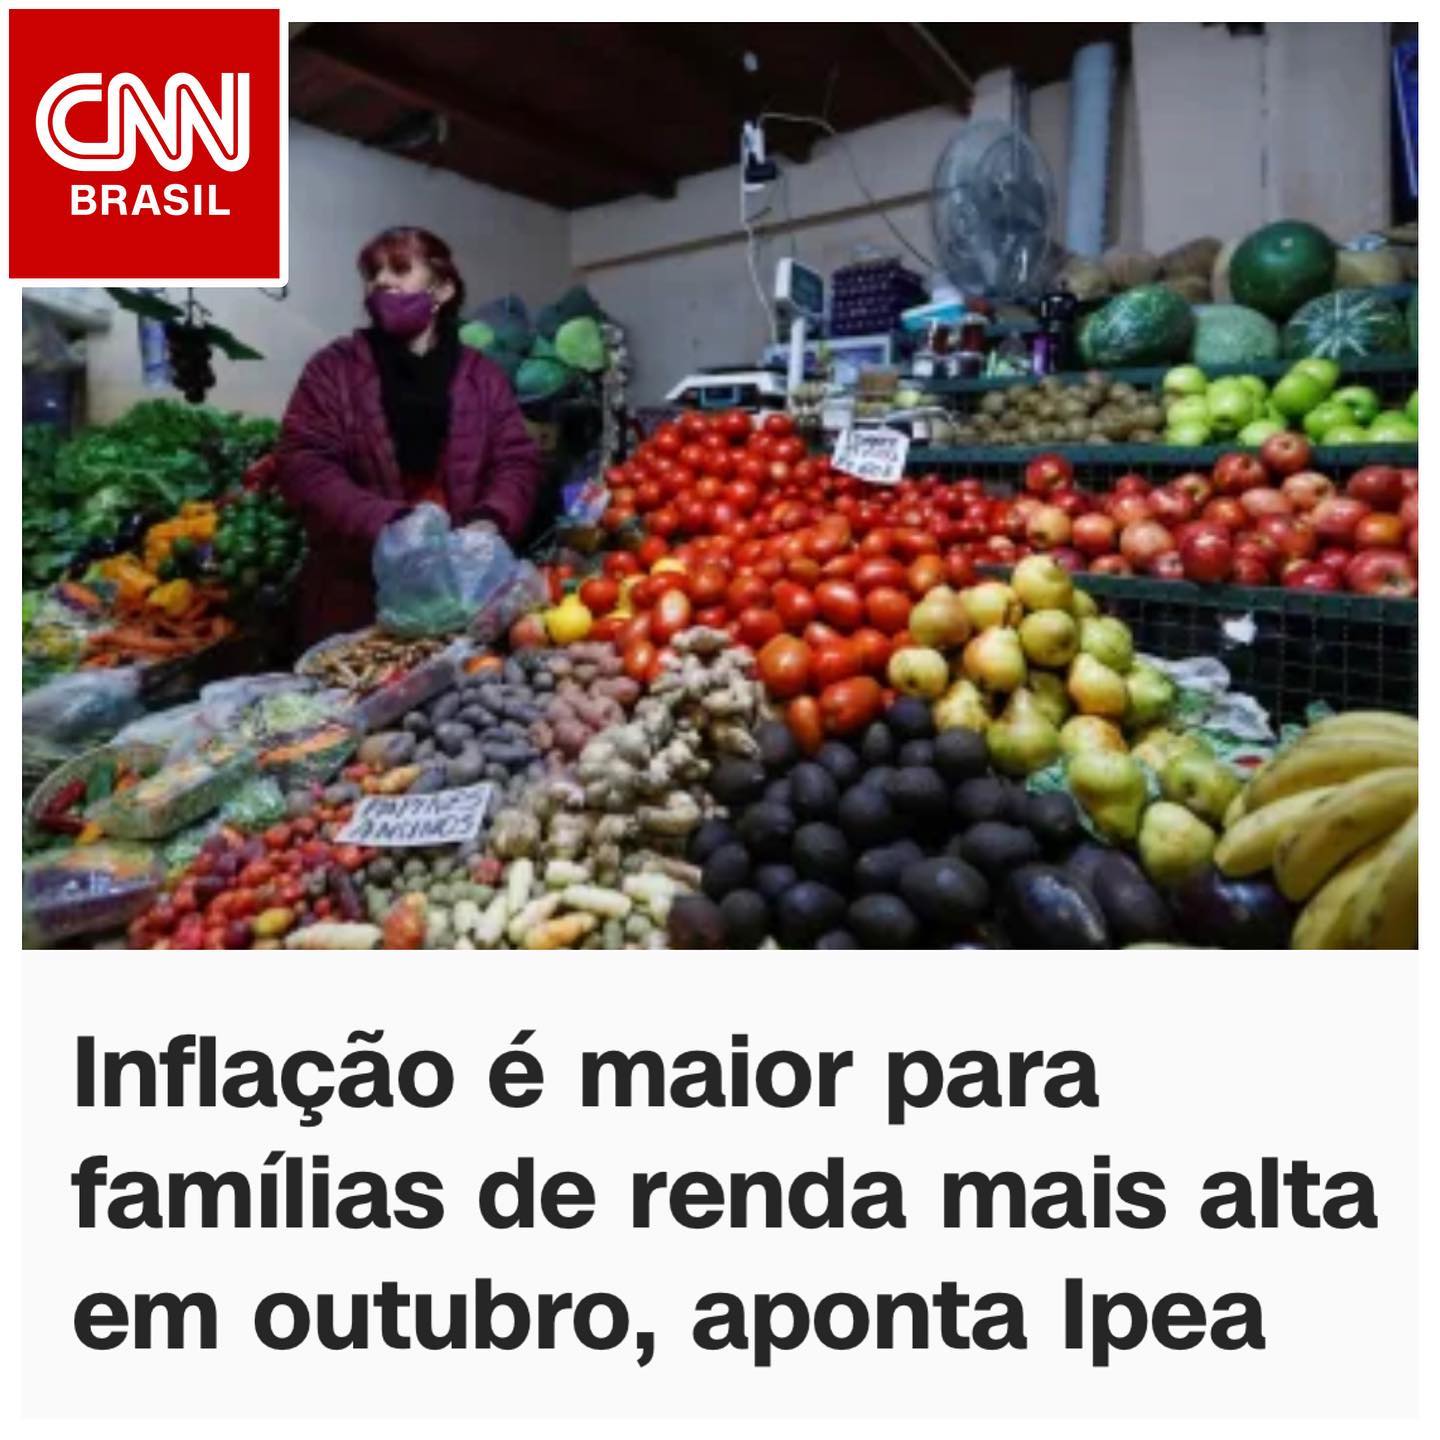 CNN
BRASIL
Inflação é maior para
famílias de renda mais alta
em outubro, aponta Ipea